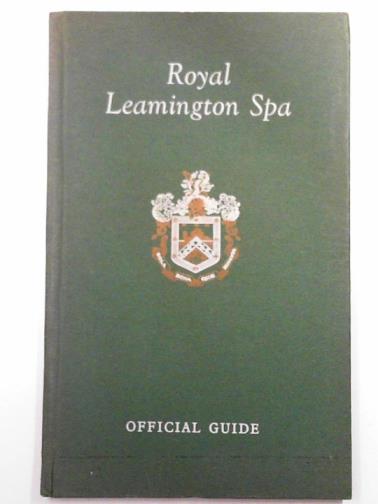 Royal
Leamington Spa
OFFICIAL GUIDE